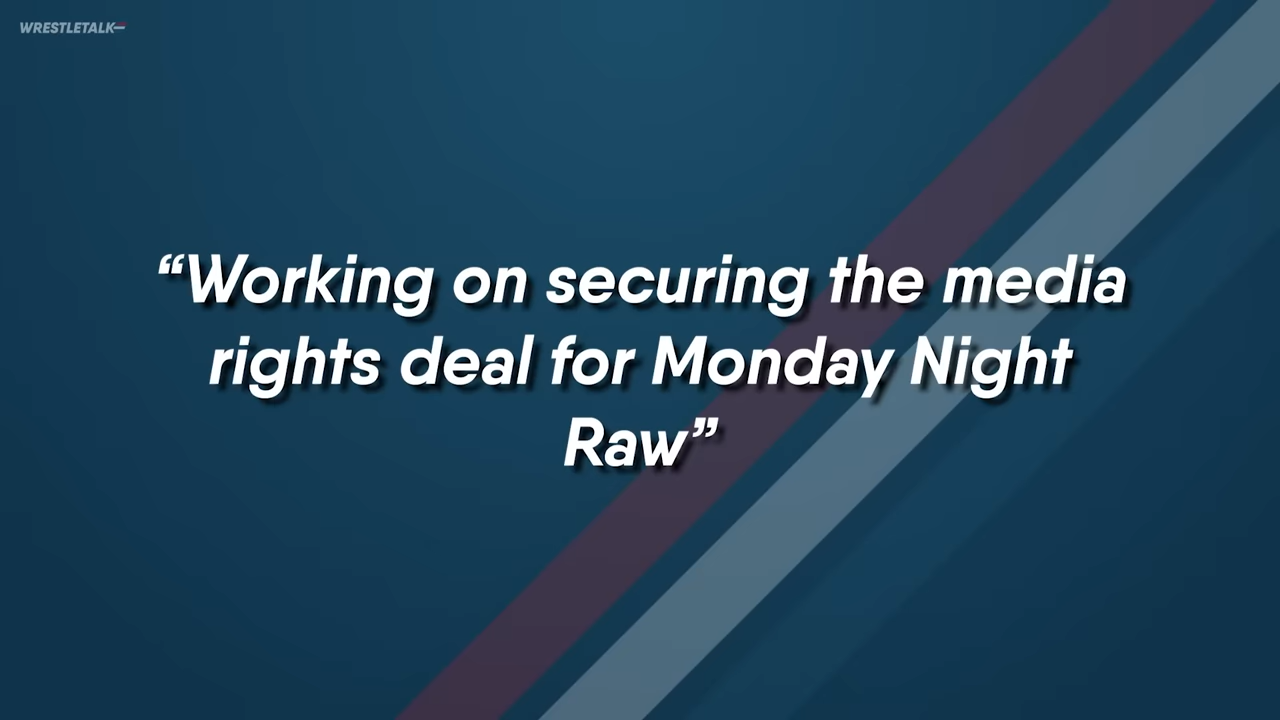 WRESTLETALK
“Working on securing the media
rights deal for Monday Night
Raw”